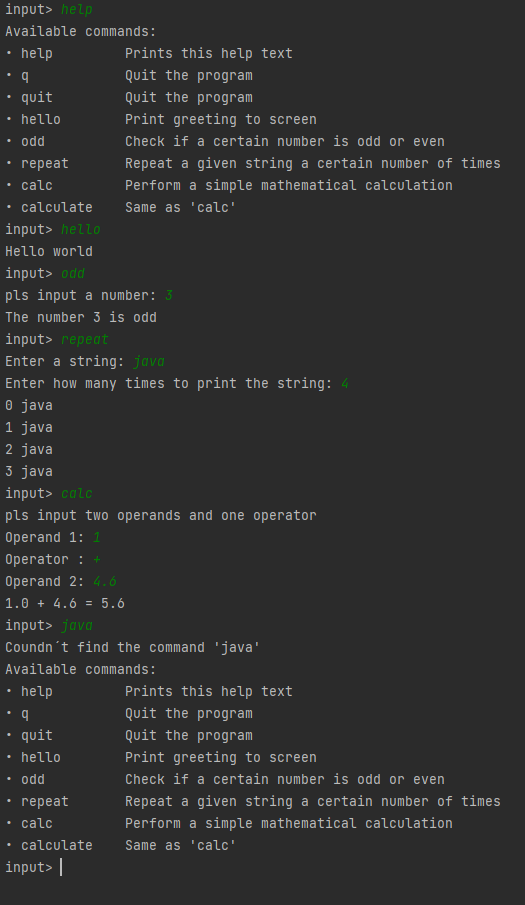 input> help
Available commands:
• help         Prints this help text
• q            Quit the program
• quit         Quit the program
• hello        Print greeting to screen
• odd          Check if a certain number is odd or even
• repeat       Repeat a given string a certain number of times
• calc         Perform a simple mathematical calculation
• calculate    Same as 'calc'
input> hello
Hello world
input> odd
pls input a number: 3
The number 3 is odd
input> repeat
Enter a string: java
Enter how many times to print the string: 4
0 java
1 java
2 java
3 java
input> calc
pls input two operands and one operator
Operand 1: 1
Operator : +
Operand 2: 4.6
1.0 + 4.6 = 5.6
input> java
Coundn´t find the command 'java'
Available commands:
• help         Prints this help text
• q            Quit the program
• quit         Quit the program
• hello        Print greeting to screen
• odd          Check if a certain number is odd or even
• repeat       Repeat a given string a certain number of times
• calc         Perform a simple mathematical calculation
• calculate    Same as 'calc'
input>